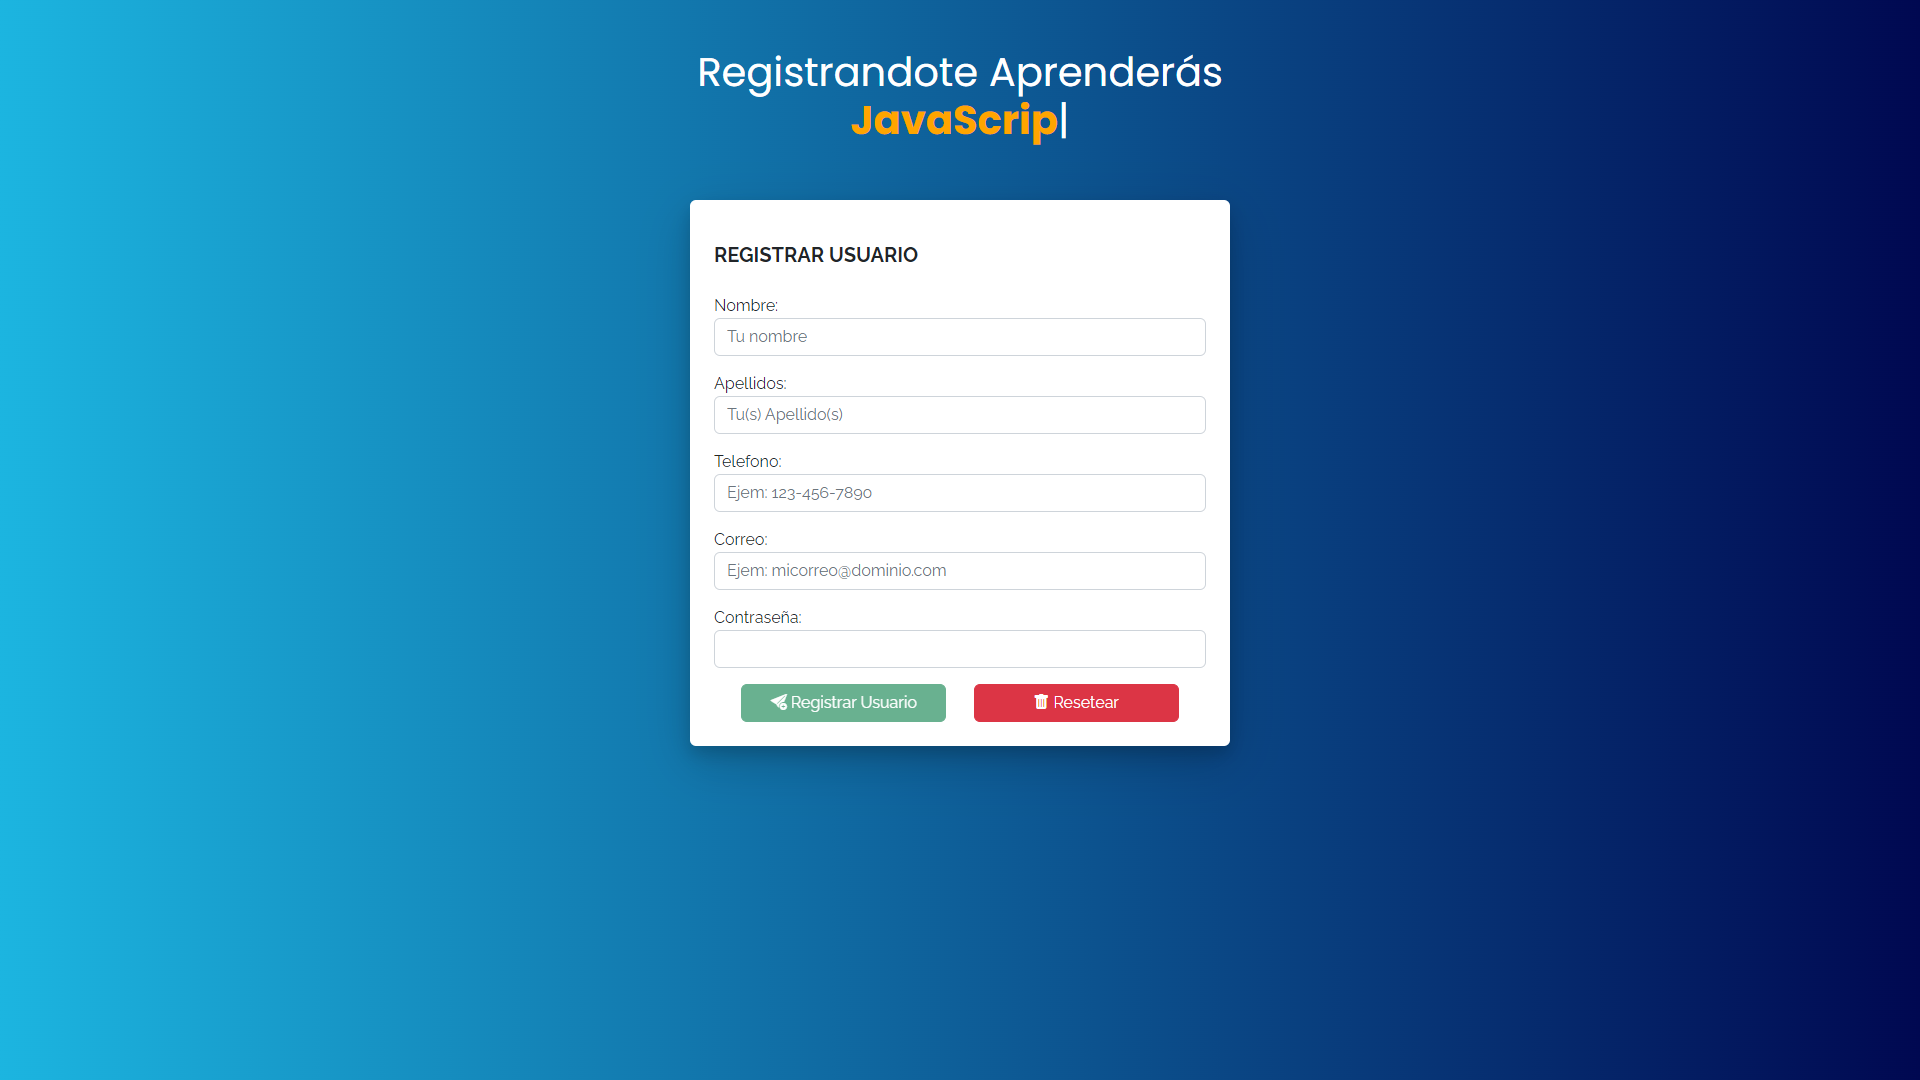 Registrandote Aprenderás
JavaScrip|
REGISTRAR USUARIO
Nombre:
Tu nombre
Apellidos:
Tu(s) Apellido(s)
Telefono:
Ejem: 123-456-7890
Correo:
Ejem: micorreo@dominio.com
Contraseña:
Registrar Usuario
Resetear